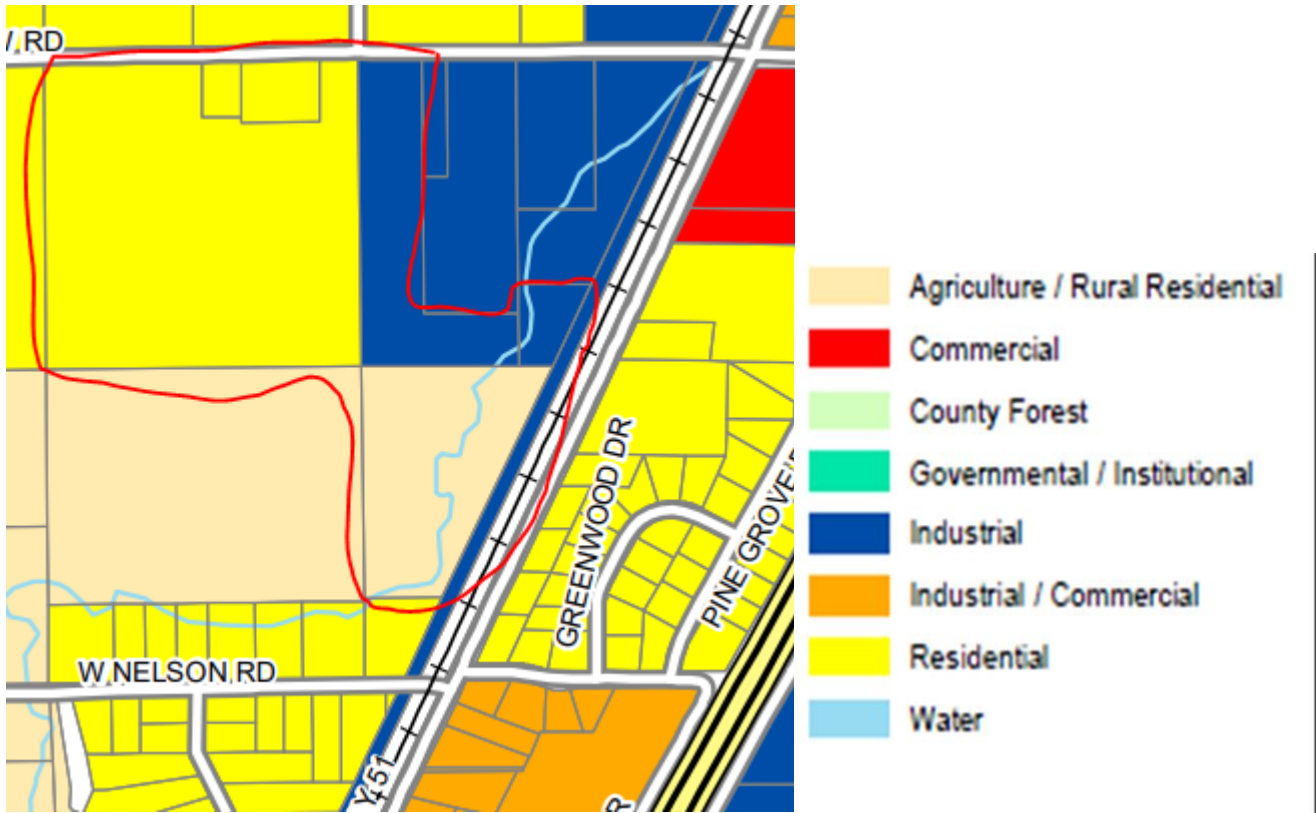 W RD
W NELSON RD
GREENWOOD DR
PINE GROVE
Y 51
R
Agriculture / Rural Residential
Commercial
County Forest
Governmental / Institutional
Industrial
Industrial / Commercial
Residential
Water